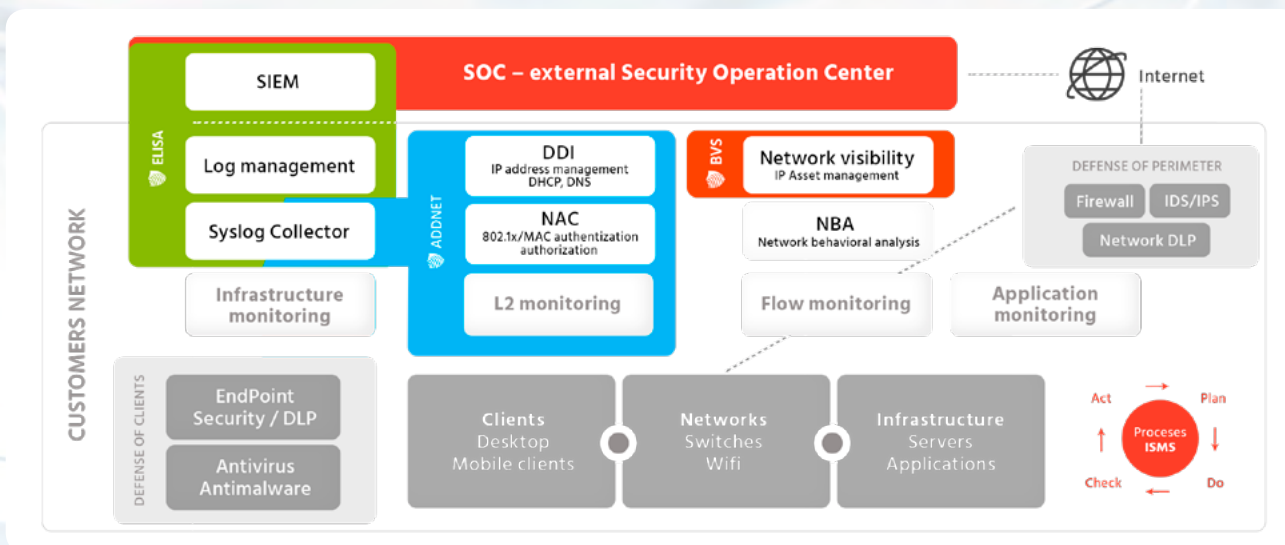 SOC – external Security Operation Center
SIEM
Internet
ELISA
Log management
Syslog Collector
ADDNET
DDI
IP address management
DHCP, DNS
NAC
802.1x/MAC authentization
authorization
L2 monitoring
BVS
Network visibility
IP Asset management
NBA
Network behavioral analysis
DEFENSE OF PERIMETER
Firewall
IDS/IPS
Network DLP
CUSTOMERS NETWORK
Infrastructure
monitoring
Flow monitoring
Application
monitoring
DEFENSE OF CLIENTS
EndPoint
Security / DLP
Antivirus
Antimalware
Clients
Desktop
Mobile clients
Networks
Switches
Wifi
Infrastructure
Servers
Applications
Act
Plan
Proceses
ISMS
Check
Do